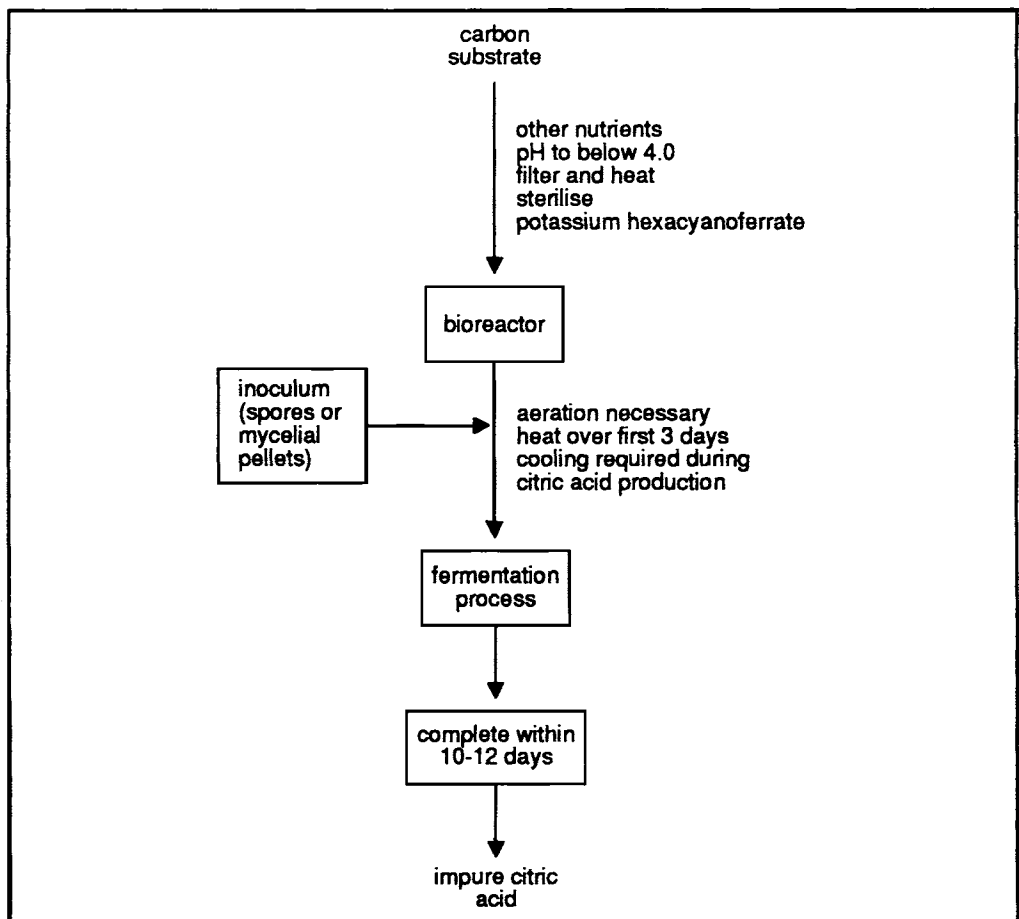 carbon
substrate
other nutrients
pH to below 4.0
filter and heat
sterilise
potassium hexacyanoferrate
bioreactor
inoculum
(spores or
mycelial
pellets)
aeration necessary
heat over first 3 days
cooling required during
citric acid production
fermentation
process
complete within
10-12 days
impure citric
acid